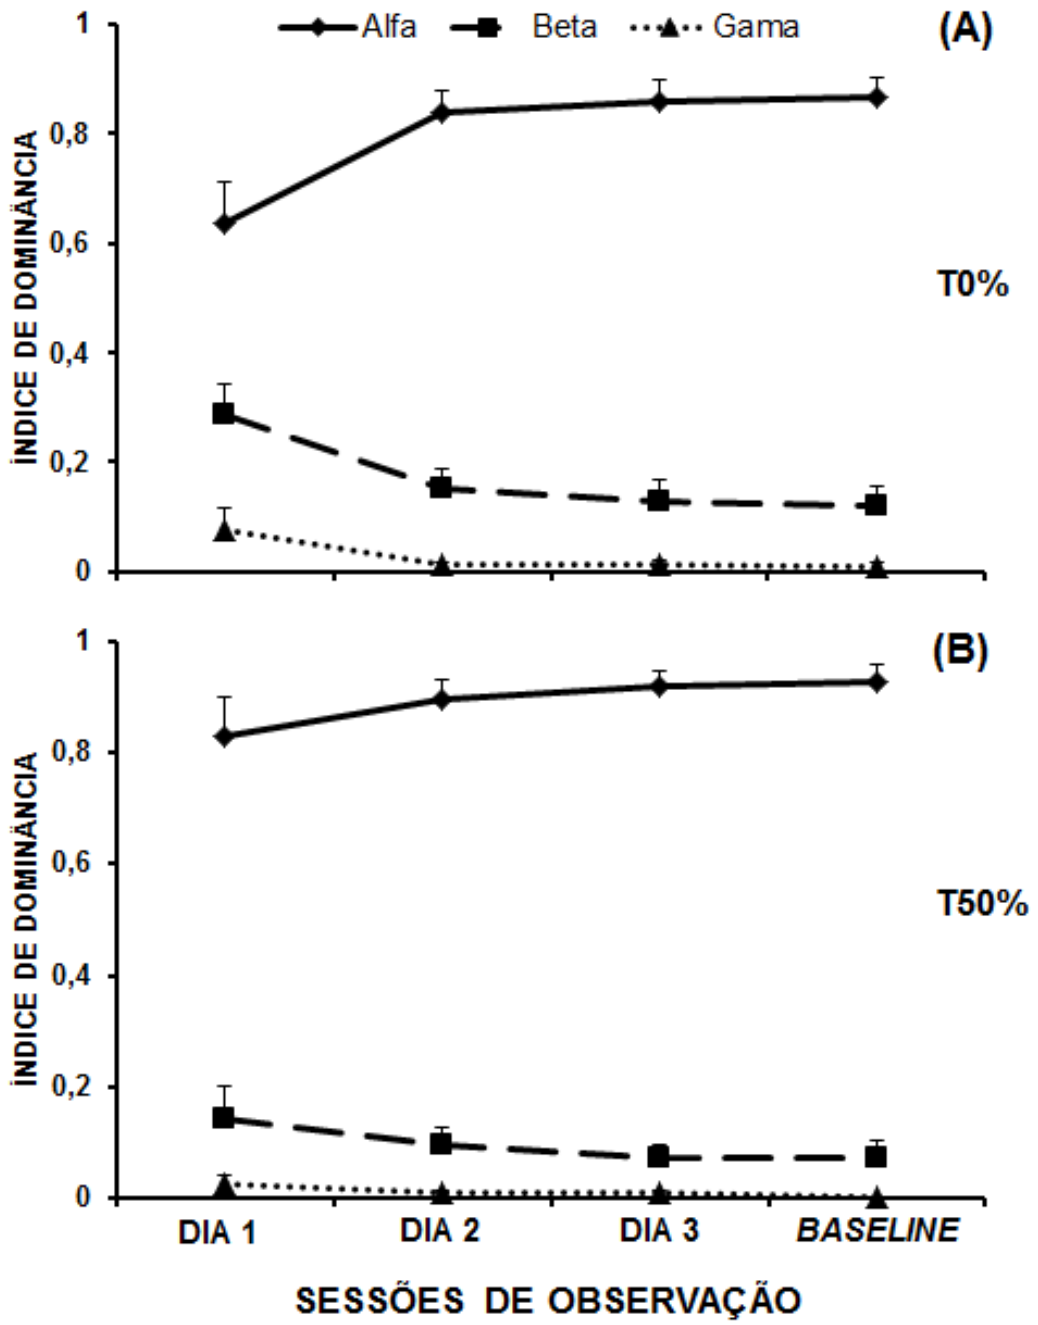 Alfa Beta Gama
(A)
1
0,8
0,6
0,4
0,2
0
ÍNDICE DE DOMINÂNCIA
T0%
(B)
1
0,8
0,6
0,4
0,2
0
ÍNDICE DE DOMINÂNCIA
T50%
DIA 1 DIA 2 DIA 3 BASELINE
SESSÕES DE OBSERVAÇÃO